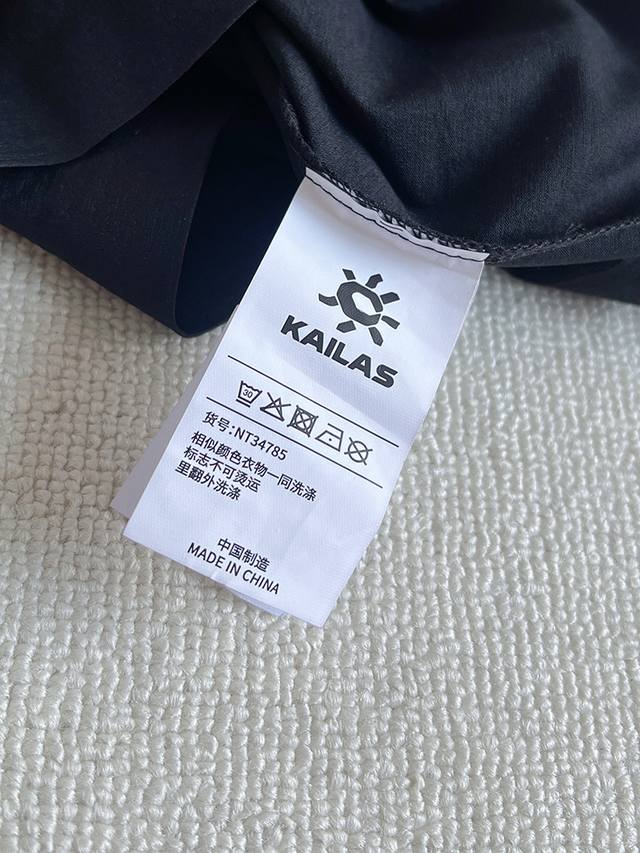 KAILAS
30
货号:NT34785
相似颜色衣物一同洗涤
标志不可烫运
里翻外洗涤
中国制造
MADE IN CHINA